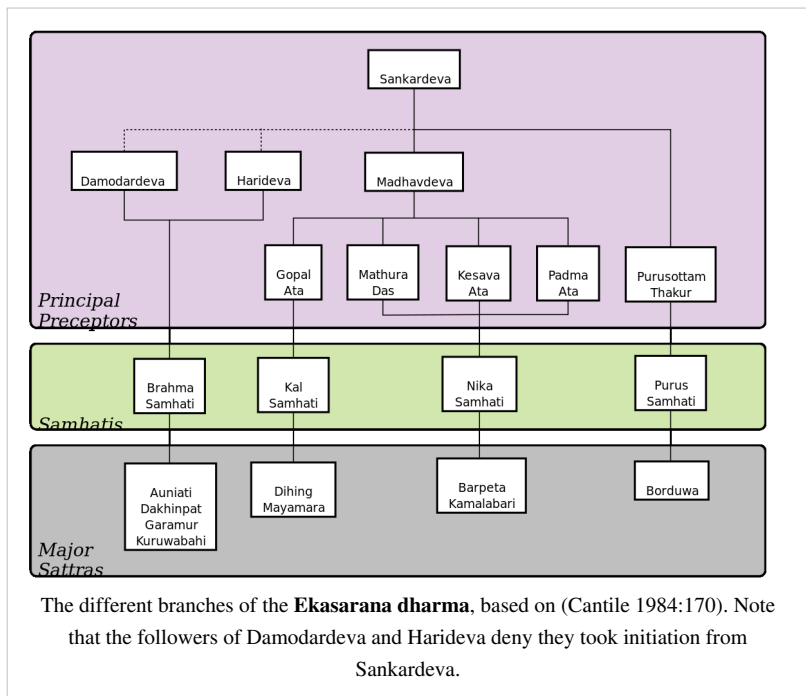 Sankardeva
Damodardeva
Harideva
Madhavdeva
Gopal
Ata
Mathura
Das
Kesava
Ata
Padma
Ata
Purusottam
Thakur
Principal
Preceptors
Brahma
Samhati
Kal
Samhati
Nika
Samhati
Purus
Samhati
Samhatis
Auniati
Dakhinpat
Garamur
Kuruwabahi
Dihing
Mayamara
Barpeta
Kamalabari
Borduwa
Major
Sattras
The different branches of the Ekasarana dharma, based on (Cantile 1984:170). Note
that the followers of Damodardeva and Harideva deny they took initiation from
Sankardeva.